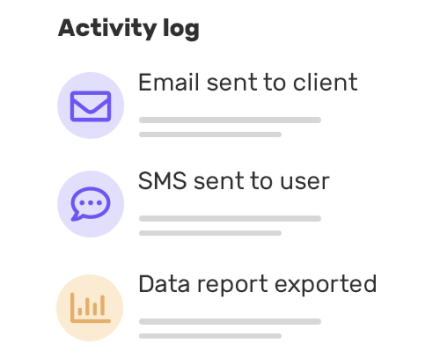 Activity log
Email sent to client
SMS sent to user
Data report exported